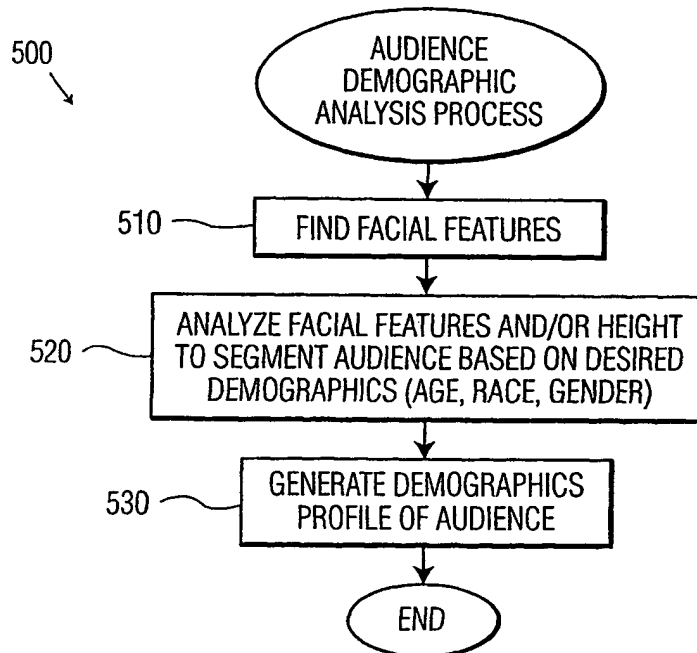 500
AUDIENCE
DEMOGRAPHIC
ANALYSIS PROCESS
510
FIND FACIAL FEATURES
520
ANALYZE FACIAL FEATURES AND/OR HEIGHT
TO SEGMENT AUDIENCE BASED ON DESIRED
DEMOGRAPHICS (AGE, RACE, GENDER)
530
GENERATE DEMOGRAPHICS
PROFILE OF AUDIENCE
END